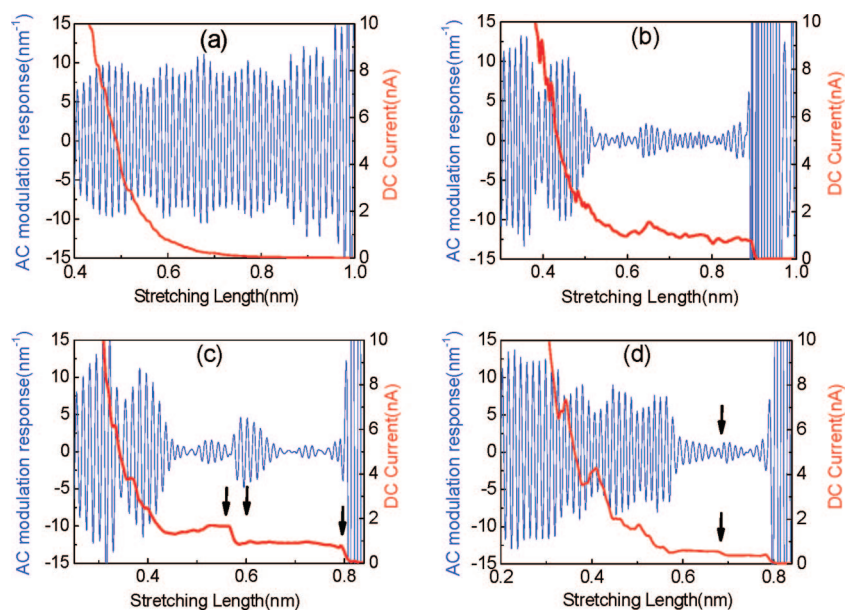 (a)
AC modulation response(nm⁻¹)
15
10
5
0
-5
-10
-15
DC Current(nA)
10
8
6
4
2
0
0.4 0.6 0.8 1.0
Stretching Length(nm)
(b)
AC modulation response(nm⁻¹)
15
10
5
0
-5
-10
-15
DC Current(nA)
10
8
6
4
2
0
0.4 0.6 0.8 1.0
Stretching Length(nm)
(c)
AC modulation response(nm⁻¹)
15
10
5
0
-5
-10
-15
DC Current(nA)
10
8
6
4
2
0
0.4 0.6 0.8
Stretching Length(nm)
(d)
AC modulation response(nm⁻¹)
15
10
5
0
-5
-10
-15
DC Current(nA)
10
8
6
4
2
0
0.2 0.4 0.6 0.8
Stretching Length(nm)